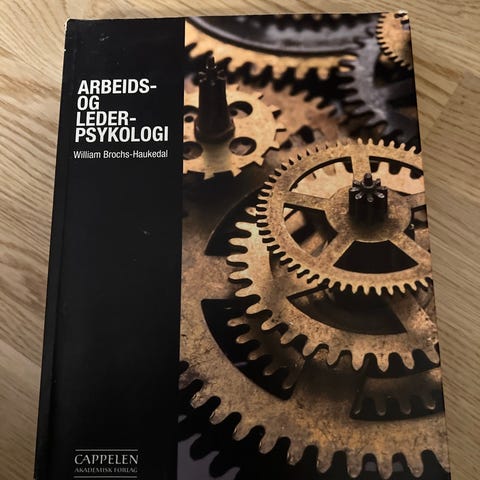 ARBEIDS-
OG
LEDER-
PSYKOLOGI
William Brochs-Haukedal
CAPPELEN
AKADEMISK FORLAG